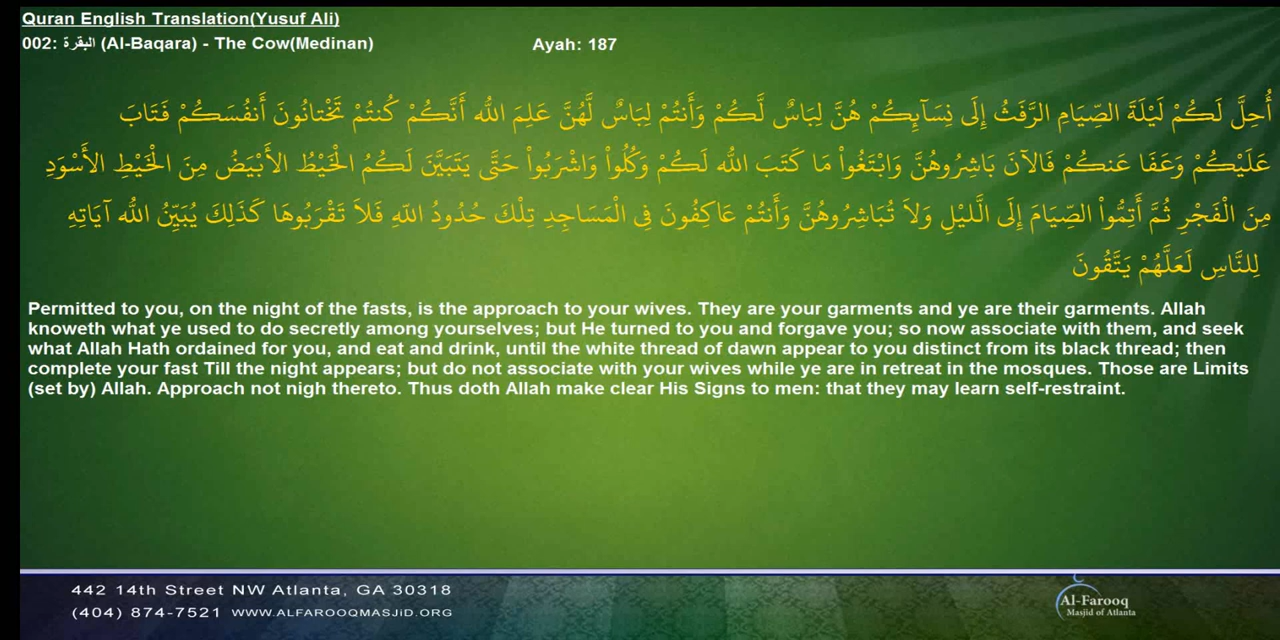 Quran English Translation(Yusuf Ali)
002: البقرة (Al-Baqara) - The Cow(Medinan) Ayah: 187
أُحِلَّ لَكُمْ لَيْلَةَ الصِّيَامِ الرَّفَثُ إِلَى نِسَآئِكُمْ هُنَّ لِبَاسٌ لَّكُمْ وَأَنتُمْ لِبَاسٌ لَّهُنَّ عَلِمَ اللّهُ أَنَّكُمْ كُنتُمْ تَخْتانُونَ أَنفُسَكُمْ فَتَابَ
عَلَيْكُمْ وَعَفَا عَنكُمْ فَالآنَ بَاشِرُوهُنَّ وَابْتَغُواْ مَا كَتَبَ اللّهُ لَكُمْ وَكُلُواْ وَاشْرَبُواْ حَتَّى يَتَبَيَّنَ لَكُمُ الْخَيْطُ الأَبْيَضُ مِنَ الْخَيْطِ الأَسْوَدِ
مِنَ الْفَجْرِ ثُمَّ أَتِمُّواْ الصِّيَامَ إِلَى الَّليْلِ وَلاَ تُبَاشِرُوهُنَّ وَأَنتُمْ عَاكِفُونَ فِي الْمَسَاجِدِ تِلْكَ حُدُودُ اللّهِ فَلاَ تَقْرَبُوهَا كَذَلِكَ يُبَيِّنُ اللّهُ آيَاتِهِ
لِلنَّاسِ لَعَلَّهُمْ يَتَّقُونَ
Permitted to you, on the night of the fasts, is the approach to your wives. They are your garments and ye are their garments. Allah
knoweth what ye used to do secretly among yourselves; but He turned to you and forgave you; so now associate with them, and seek
what Allah Hath ordained for you, and eat and drink, until the white thread of dawn appear to you distinct from its black thread; then
complete your fast Till the night appears; but do not associate with your wives while ye are in retreat in the mosques. Those are Limits
(set by) Allah. Approach not nigh thereto. Thus doth Allah make clear His Signs to men: that they may learn self-restraint.
442 14th Street NW Atlanta, GA 30318
(404) 874-7521 WWW.ALFAROOQMASJiD.ORG
Al-Farooq
Masjid of Atlanta